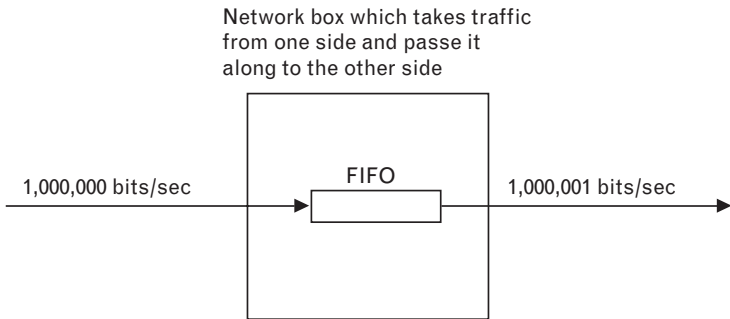 Network box which takes traffic
from one side and passe it
along to the other side
FIFO
1,000,000 bits/sec
1,000,001 bits/sec